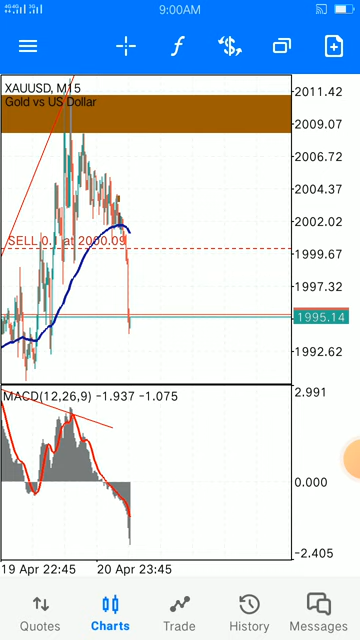 9:00AM
XAUUSD, M15
Gold vs US Dollar
2011.42
2009.07
2006.72
2004.37
2002.02
SELL 0.1 at 2000.09
1999.67
1997.32
1995.14
1992.62
MACD(12,26,9) -1.937 -1.075
2.991
0.000
-2.405
19 Apr 22:45 20 Apr 23:45
Quotes Charts Trade History Messages